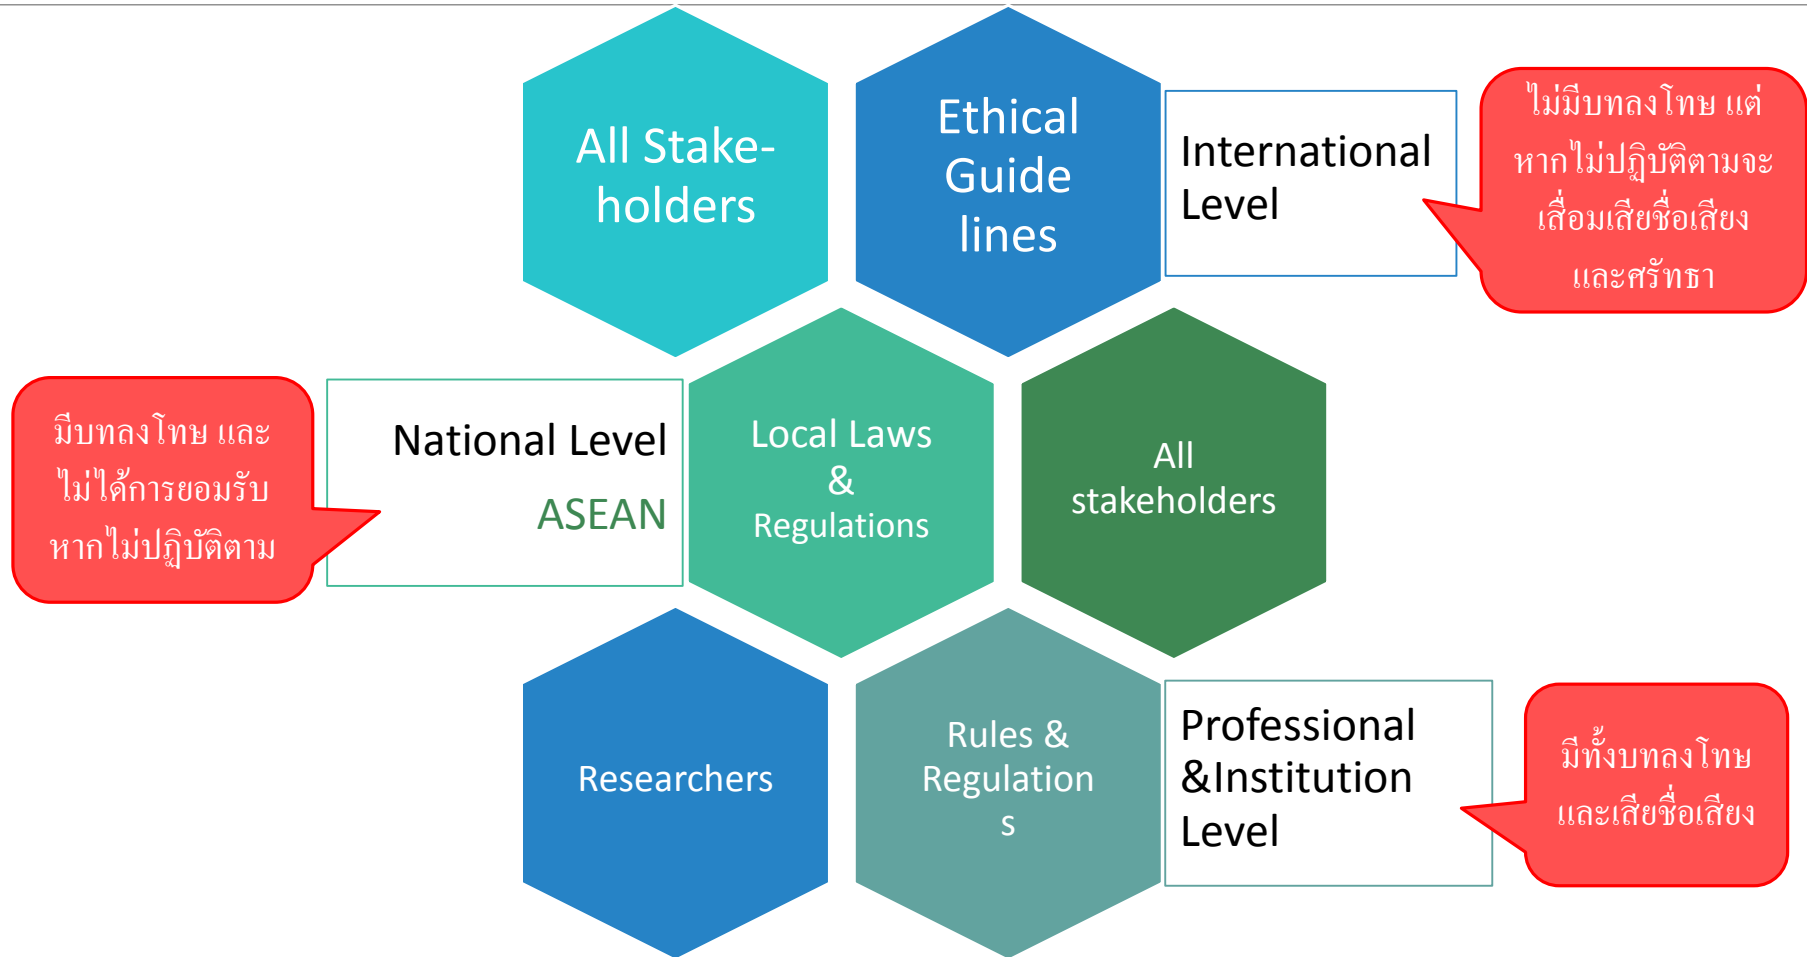 All Stake-
holders
Ethical
Guide
lines
International
Level
ไม่มีบทลงโทษ แต่
หากไม่ปฏิบัติตามจะ
เสื่อมเสียชื่อเสียง
และศรัทธา
มีบทลงโทษ และ
ไม่ได้การยอมรับ
หากไม่ปฏิบัติตาม
National Level
ASEAN
Local Laws
&
Regulations
All
stakeholders
Researchers
Rules &
Regulation
s
Professional
&Institution
Level
มีทั้งบทลงโทษ
และเสียชื่อเสียง